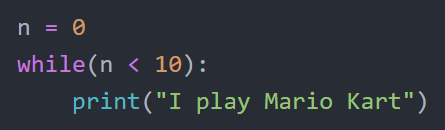 n = 0
while(n < 10):
    print("I play Mario Kart")